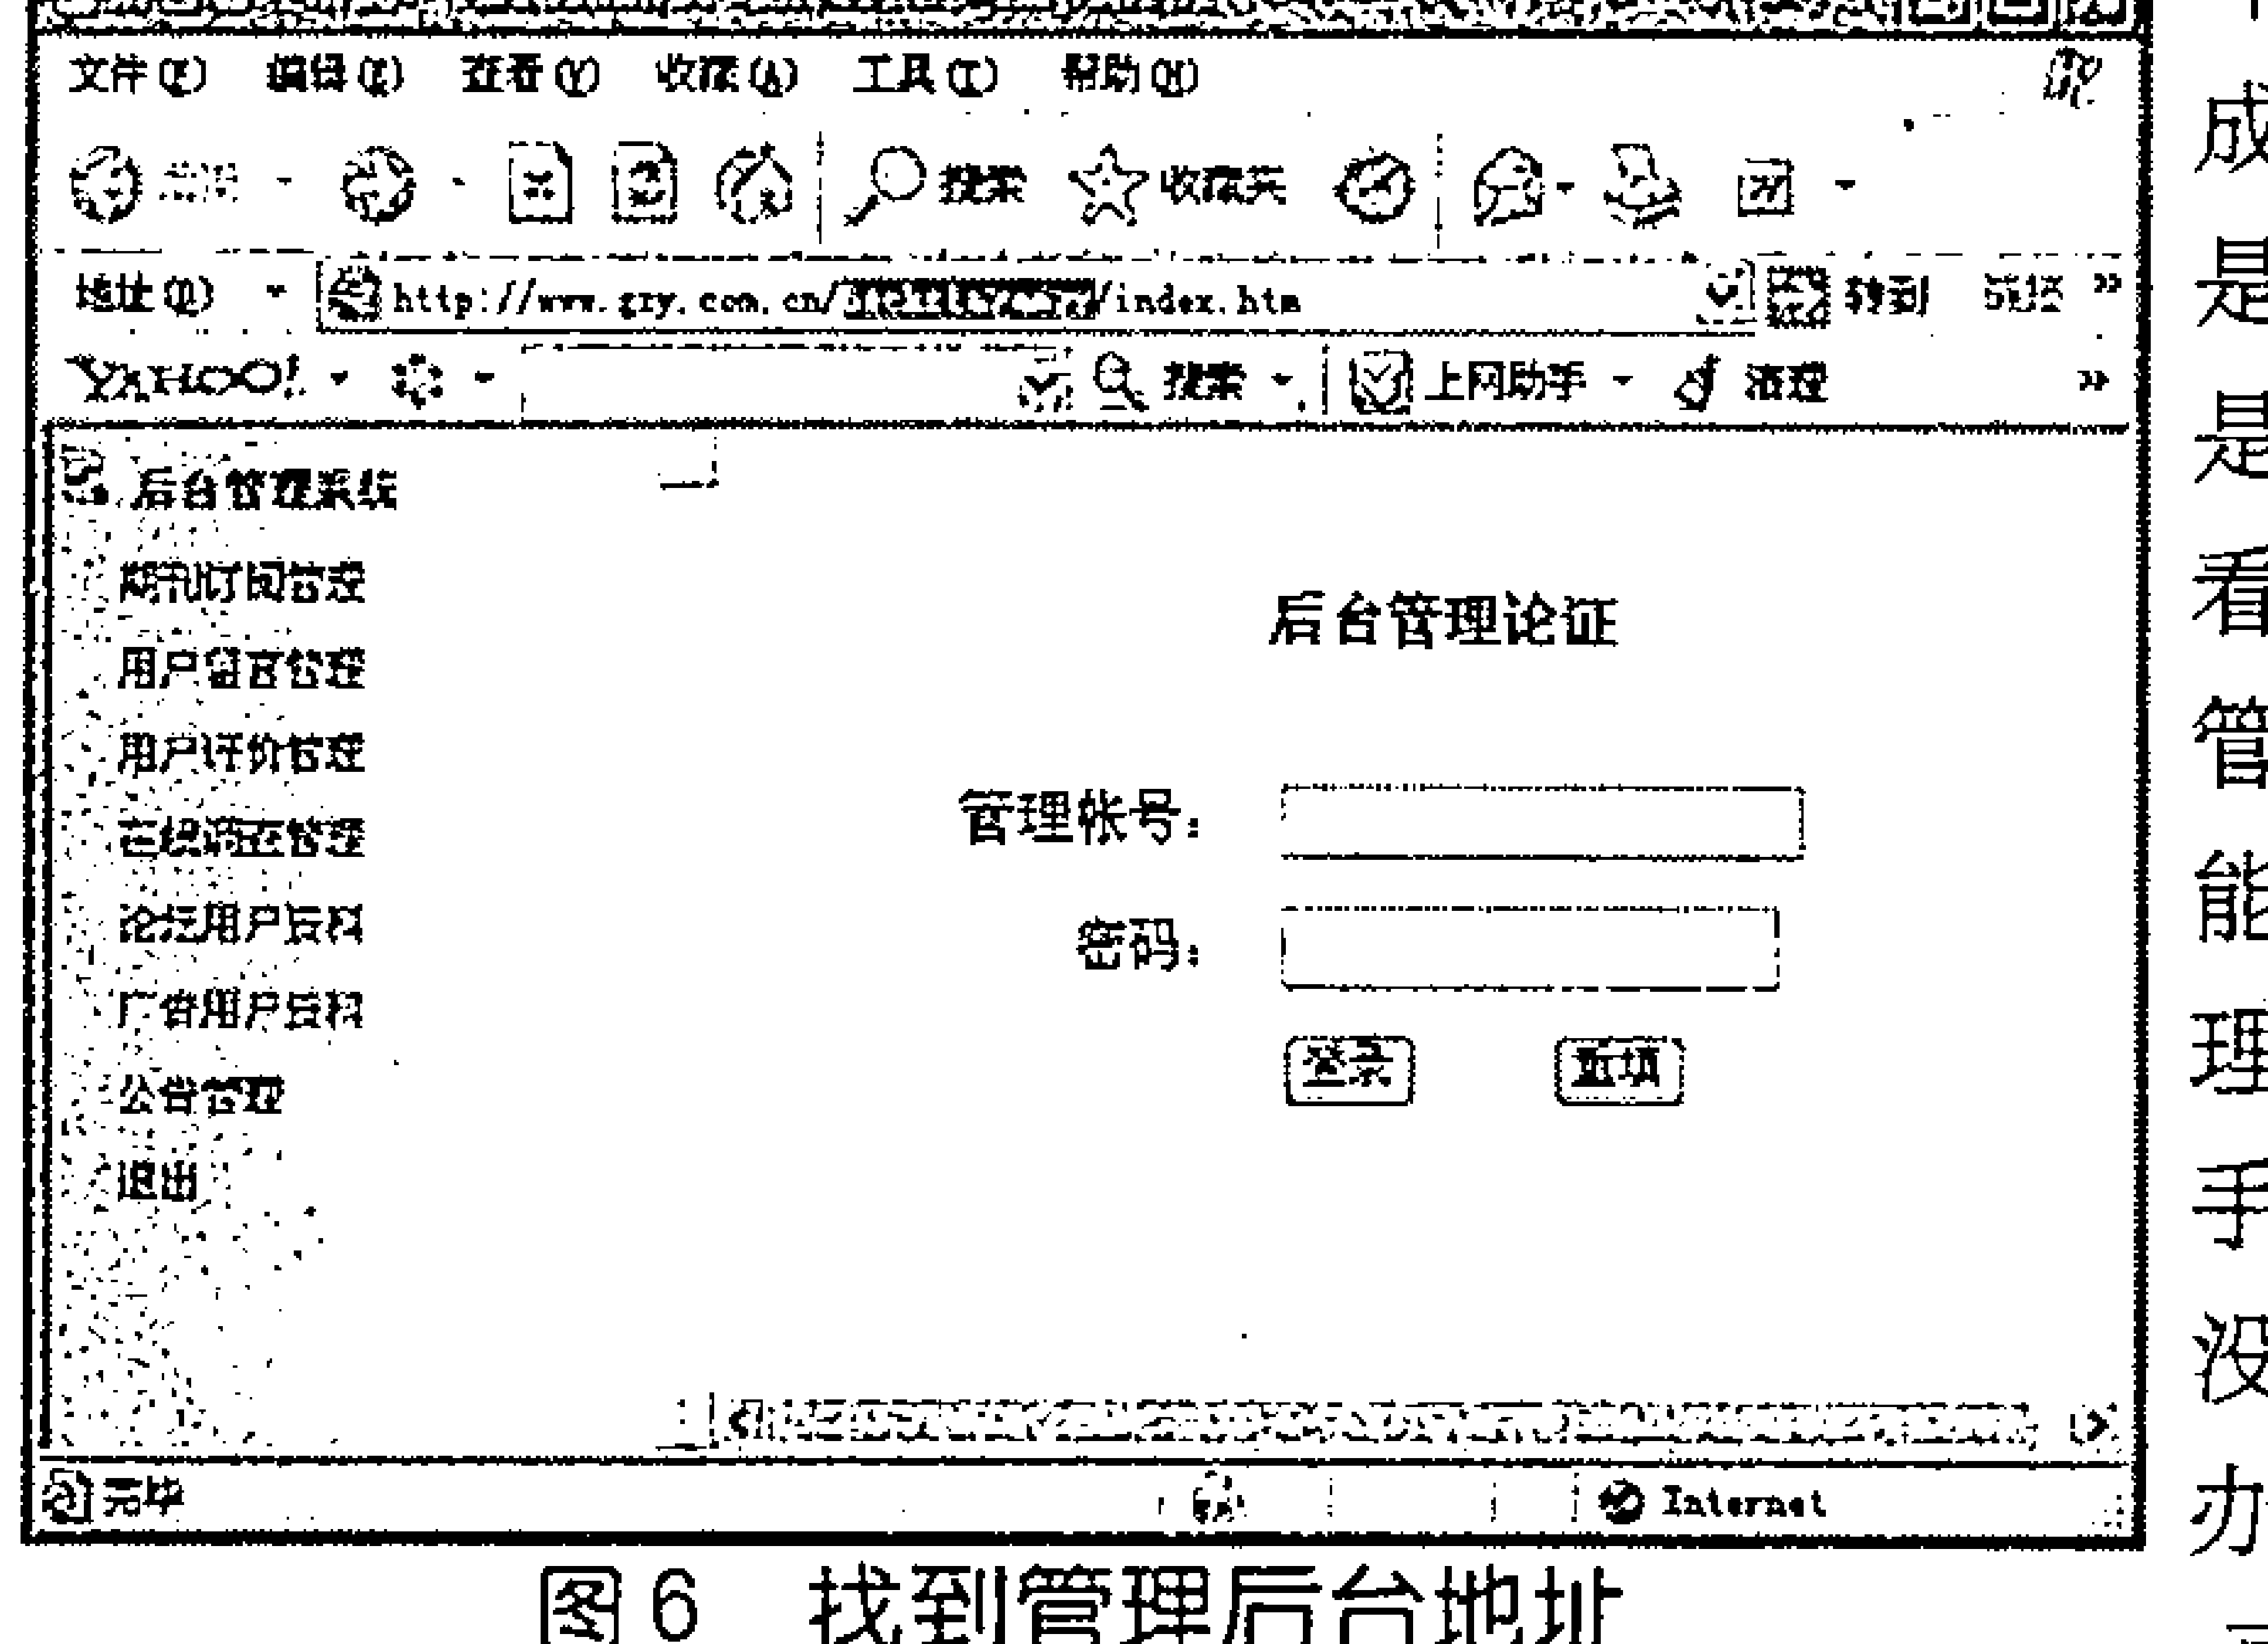 文件(F) 编辑(E) 查看(V) 收藏(A) 工具(T) 帮助(H)
搜索 收藏夹
地址(D) http://www.gry.com.cn/ /index.htm 转到 »
YAHOO! 搜索 上网助手 清理 »
后台管理系统
期刊订阅管理
用户留言管理
用户评价管理
在线调查管理
论坛用户资料
广告用户资料
公告管理
退出
后台管理论证
管理帐号：
密码：
登录 重填
完毕 Internet
图6 找到管理后台地址
成
是
是
看
管
能
理
手
没
办